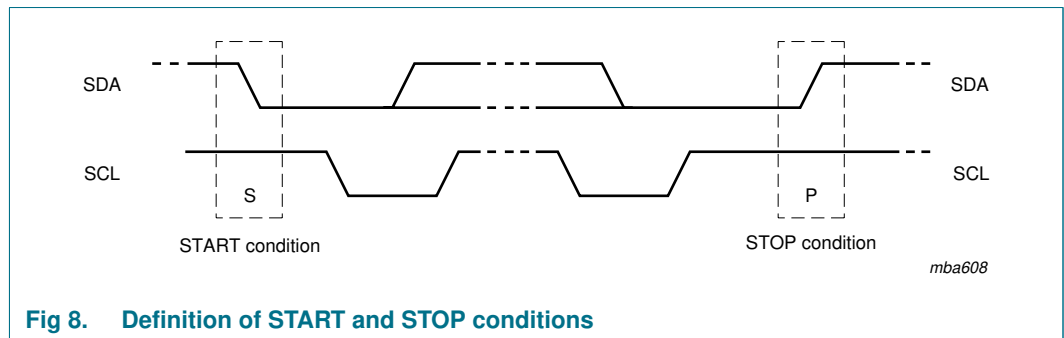 SDA SDA
SCL SCL
S P
START condition STOP condition
mba608
Fig 8. Definition of START and STOP conditions